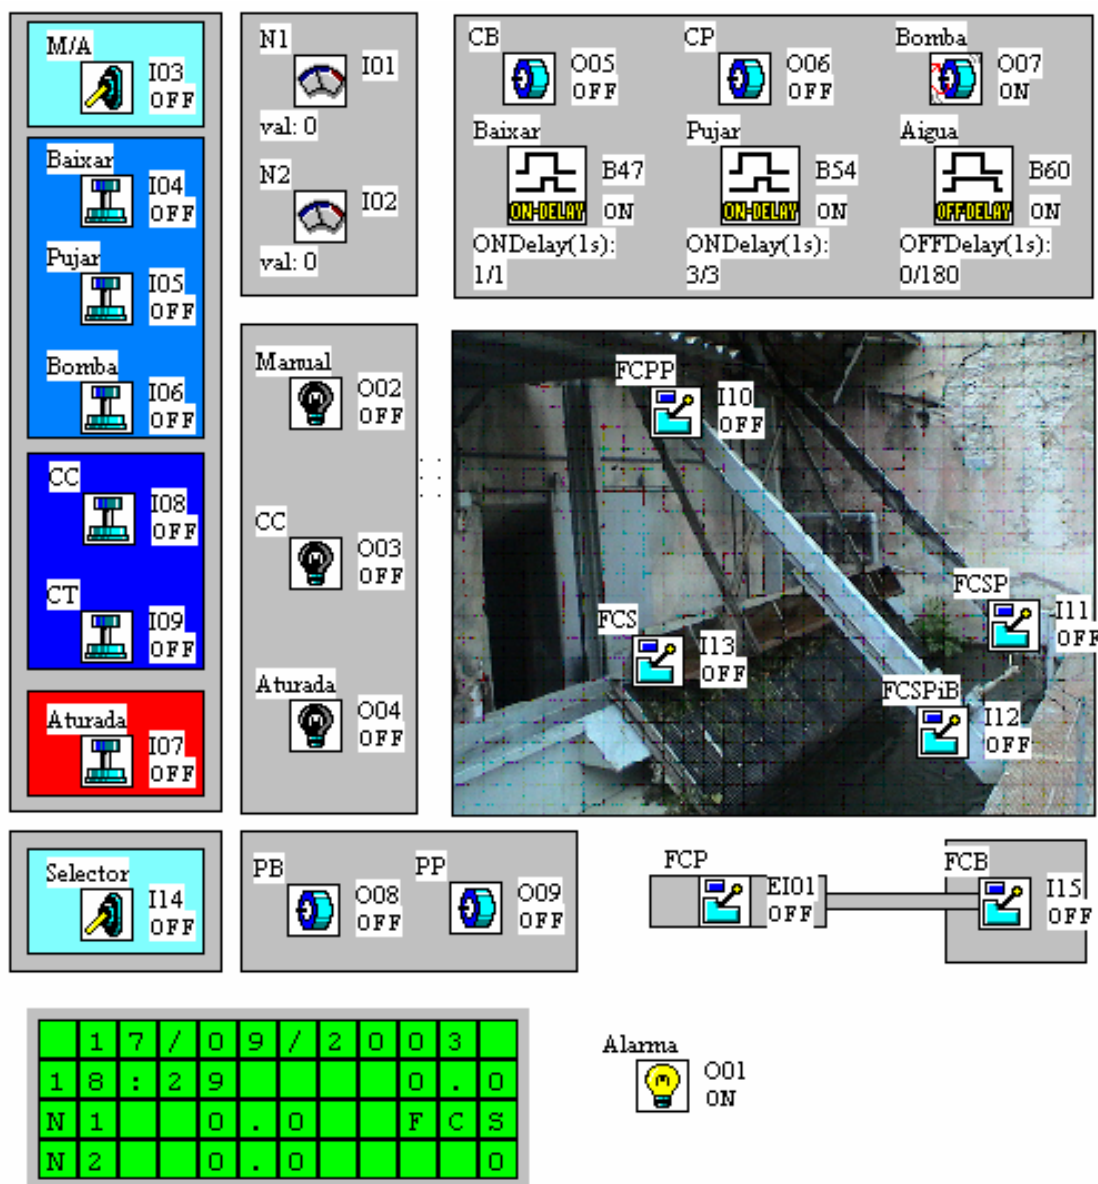 M/A
I03
OFF
Baixar
I04
OFF
Pujar
I05
OFF
Bomba
I06
OFF
CC
I08
OFF
CT
I09
OFF
Aturada
I07
OFF
N1
I01
val: 0
N2
I02
val: 0
Manual
O02
OFF
CC
O03
OFF
Aturada
O04
OFF
CB
O05
OFF
CP
O06
OFF
Bomba
O07
ON
Baixar
B47
ON-DELAY
ON
ONDelay(1s):
1/1
Pujar
B54
ON-DELAY
ON
ONDelay(1s):
3/3
Aigua
B60
OFF-DELAY
ON
OFFDelay(1s):
0/180
FCPP
I10
OFF
FCSP
I11
OFF
FCS
I13
OFF
FCSPiB
I12
OFF
Selector
I14
OFF
PB
O08
OFF
PP
O09
OFF
FCP
EI01
OFF
FCB
I15
OFF
17/09/2003
18:29 0.0
N1 0.0 FCS
N2 0.0 0
Alarma
O01
ON